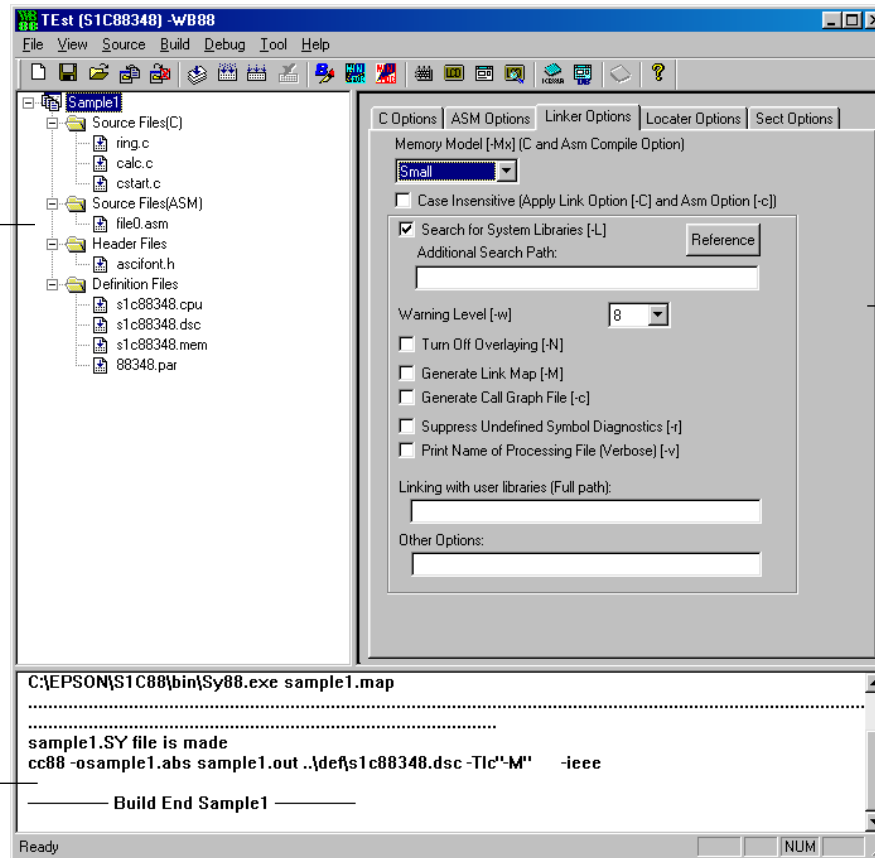 TEst (S1C88348) -WB88
File View Source Build Debug Tool Help
Sample1
Source Files(C)
ring.c
calc.c
cstart.c
Source Files(ASM)
file0.asm
Header Files
ascifont.h
Definition Files
s1c88348.cpu
s1c88348.dsc
s1c88348.mem
88348.par
C Options ASM Options Linker Options Locater Options Sect Options
Memory Model [-Mx] (C and Asm Compile Option)
Small
Case Insensitive (Apply Link Option [-C] and Asm Option [-c])
Search for System Libraries [-L]
Reference
Additional Search Path:
Warning Level [-w] 8
Turn Off Overlaying [-N]
Generate Link Map [-M]
Generate Call Graph File [-c]
Suppress Undefined Symbol Diagnostics [-r]
Print Name of Processing File (Verbose) [-v]
Linking with user libraries (Full path):
Other Options:
C:\EPSON\S1C88\bin\Sy88.exe sample1.map
sample1.SY file is made
cc88 -osample1.abs sample1.out ..\def\s1c88348.dsc -Tlc"-M" -ieee
Build End Sample1
Ready NUM